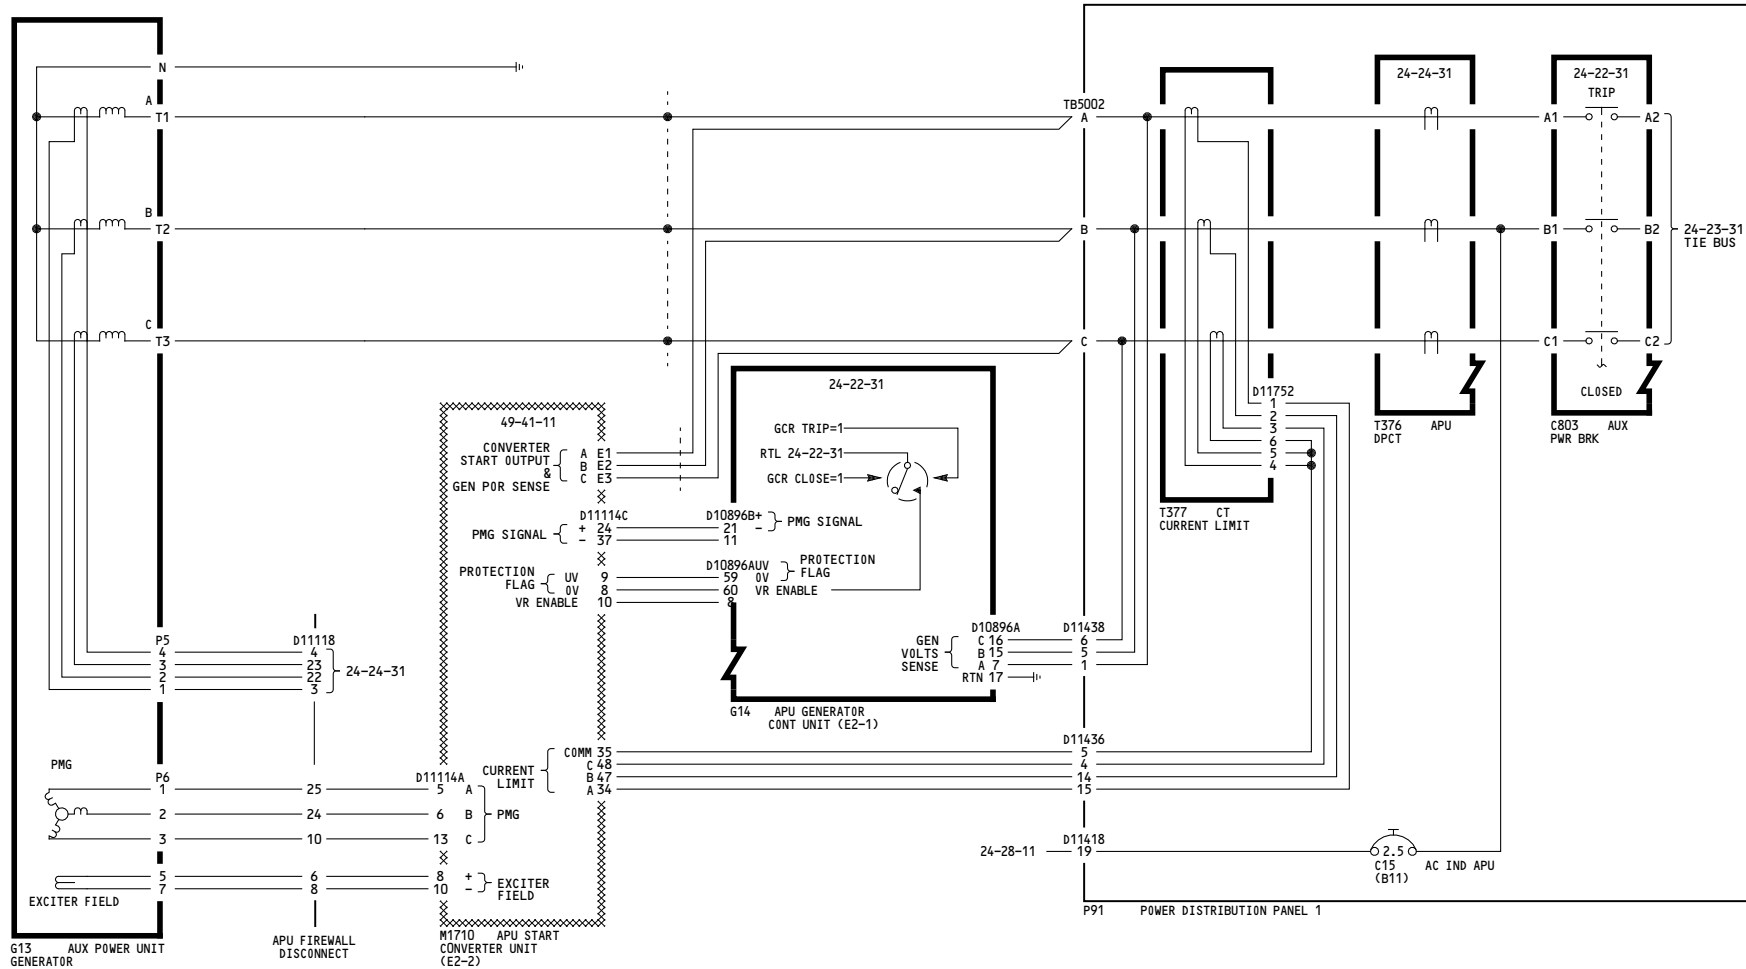 24-24-31
24-22-31
TRIP
N
A
TB5002
T1
A
A1
A2
B
T2
B
B1
B2
24-23-31
TIE BUS
C
T3
C
C1
C2
24-22-31
CLOSED
D11752
1
2
3
6
5
4
T376 APU
DPCT
C803 AUX
PWR BRK
T377 CT
CURRENT LIMIT
49-41-11
CONVERTER
START OUTPUT
&
GEN POR SENSE
A E1
B E2
C E3
GCR TRIP=1
RTL 24-22-31
GCR CLOSE=1
D11114C
PMG SIGNAL
+ 24
- 37
D10896B+
21 -
11
PMG SIGNAL
PROTECTION
FLAG
UV 9
OV 8
VR ENABLE 10
D10896AUV
59 OV
60 VR ENABLE
8
PROTECTION
FLAG
D10896A
GEN
VOLTS
SENSE
C 16
B 15
A 7
RTN 17
D11438
6
5
1
G14 APU GENERATOR
CONT UNIT (E2-1)
P5
4
3
2
1
D11118
4
23
22
3
24-24-31
D11436
CURRENT
LIMIT
COMM 35
C 48
B 47
A 34
5
4
14
15
PMG
P6
D11114A
1 25 5 A
2 24 6 B PMG
3 10 13 C
5 6 8 +
7 8 10 -
EXCITER
FIELD
EXCITER FIELD
24-28-11
D11418
19
2.5
C15
(B11)
AC IND APU
P91 POWER DISTRIBUTION PANEL 1
G13 AUX POWER UNIT
GENERATOR
APU FIREWALL
DISCONNECT
M1710 APU START
CONVERTER UNIT
(E2-2)